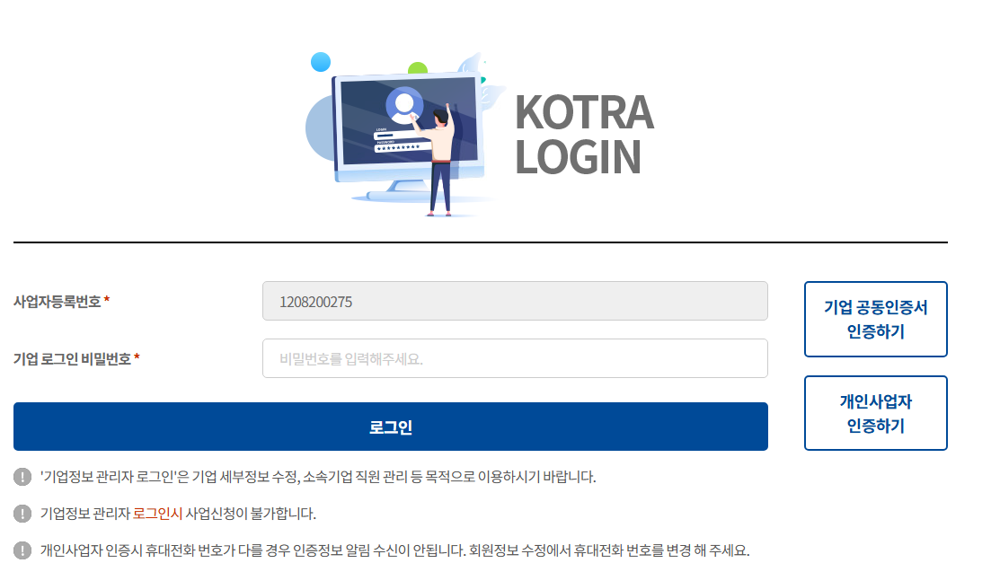 KOTRA
LOGIN
LOGIN
PASSWORD
사업자등록번호 *
1208200275
기업 로그인 비밀번호 *
비밀번호를 입력해주세요.
로그인
기업 공동인증서
인증하기
개인사업자
인증하기
'기업정보 관리자 로그인'은 기업 세부정보 수정, 소속기업 직원 관리 등 목적으로 이용하시기 바랍니다.
기업정보 관리자 로그인시 사업신청이 불가합니다.
개인사업자 인증시 휴대전화 번호가 다를 경우 인증정보 알림 수신이 안됩니다. 회원정보 수정에서 휴대전화 번호를 변경 해 주세요.